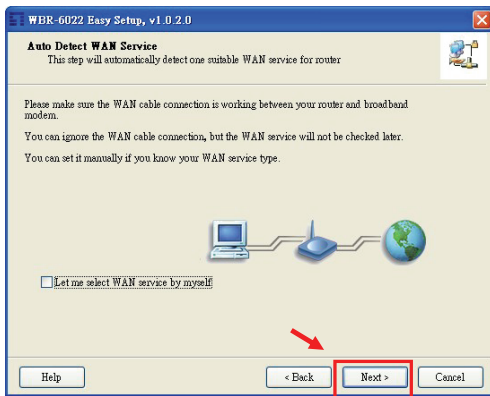 WBR-6022 Easy Setup, v1.0.2.0
Auto Detect WAN Service
This step will automatically detect one suitable WAN service for router
Please make sure the WAN cable connection is working between your router and broadband
modem.
You can ignore the WAN cable connection, but the WAN service will not be checked later.
You can set it manually if you know your WAN service type.
Let me select WAN service by myself
Help
< Back
Next >
Cancel